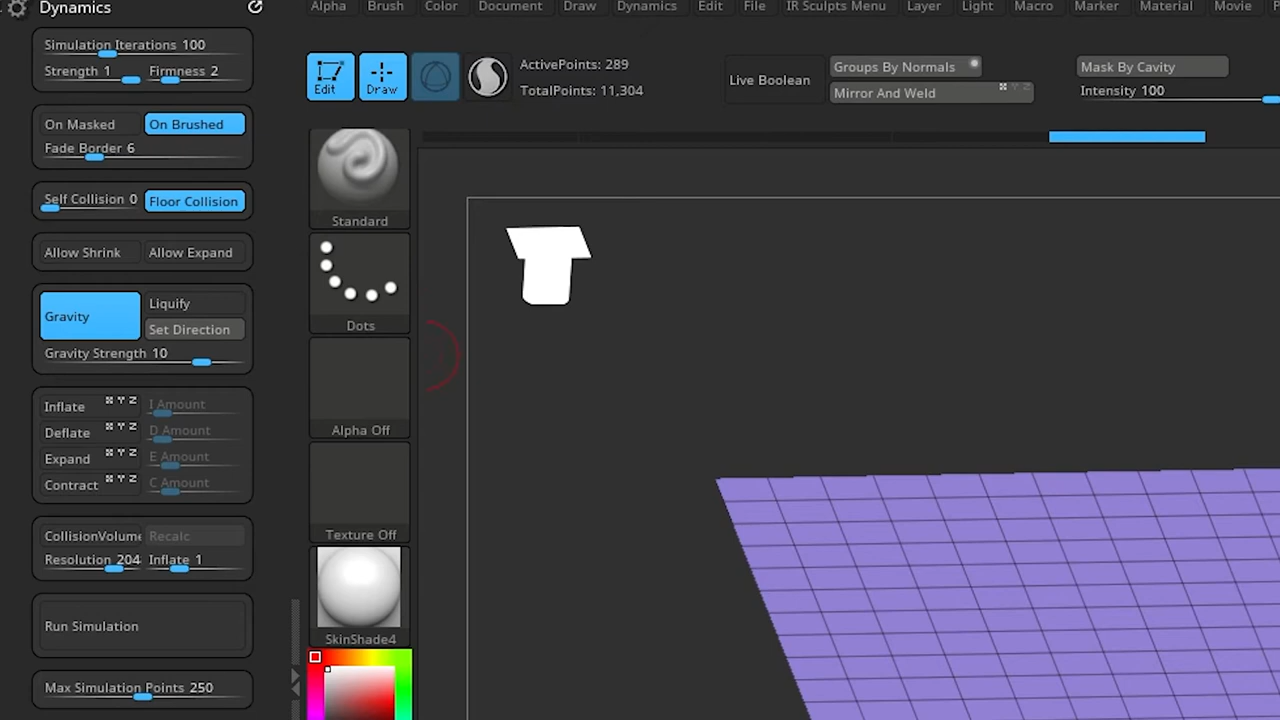 Dynamics
Alpha Brush Color Document Draw Dynamics Edit File IR Sculpts Menu Layer Light Macro Marker Material Movie
Simulation Iterations 100
Strength 1 Firmness 2
On Masked On Brushed
Fade Border 6
Self Collision 0 Floor Collision
Allow Shrink Allow Expand
Gravity
Liquify
Set Direction
Gravity Strength 10
Inflate X Y Z I Amount
Deflate X Y Z D Amount
Expand X Y Z E Amount
Contract X Y Z C Amount
CollisionVolume Recalc
Resolution 204 Inflate 1
Run Simulation
Max Simulation Points 250
Edit
Draw
ActivePoints: 289
TotalPoints: 11,304
Live Boolean
Groups By Normals
Mirror And Weld X Y Z
Mask By Cavity
Intensity 100
Standard
Dots
Alpha Off
Texture Off
SkinShade4